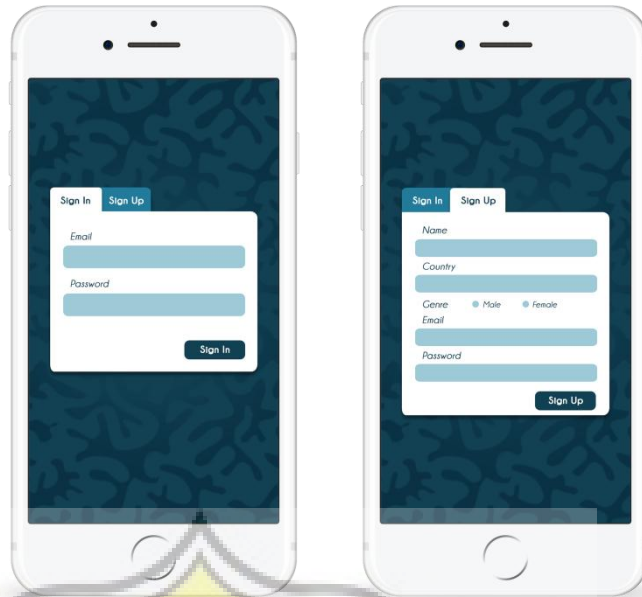 Sign In Sign Up
Email
Password
Sign In
Sign In Sign Up
Name
Country
Genre Male Female
Email
Password
Sign Up